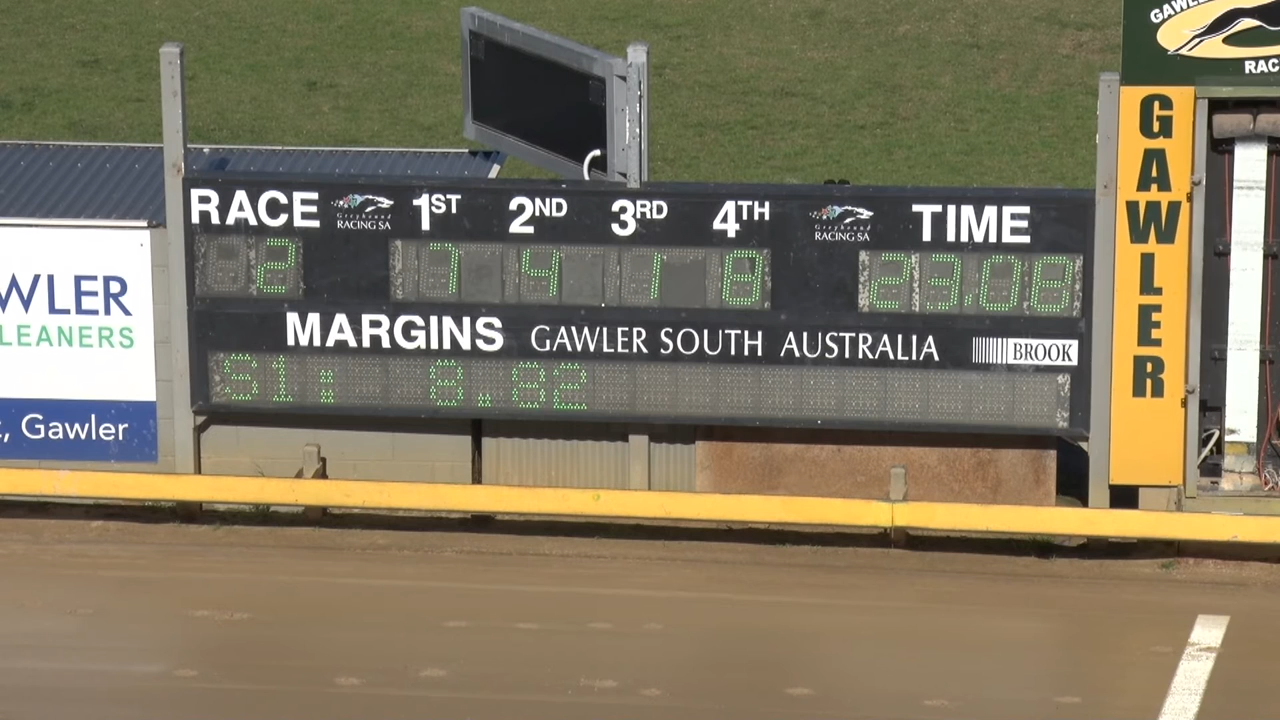 GAWLE
RAC
RACE
Greyhound
RACING SA
1ST 2ND 3RD 4TH
Greyhound
RACING SA
TIME
2 7 4 1 8 23.08
MARGINS GAWLER SOUTH AUSTRALIA BROOK
S1: 8.82
WLER
LEANERS
, Gawler
GAWLER